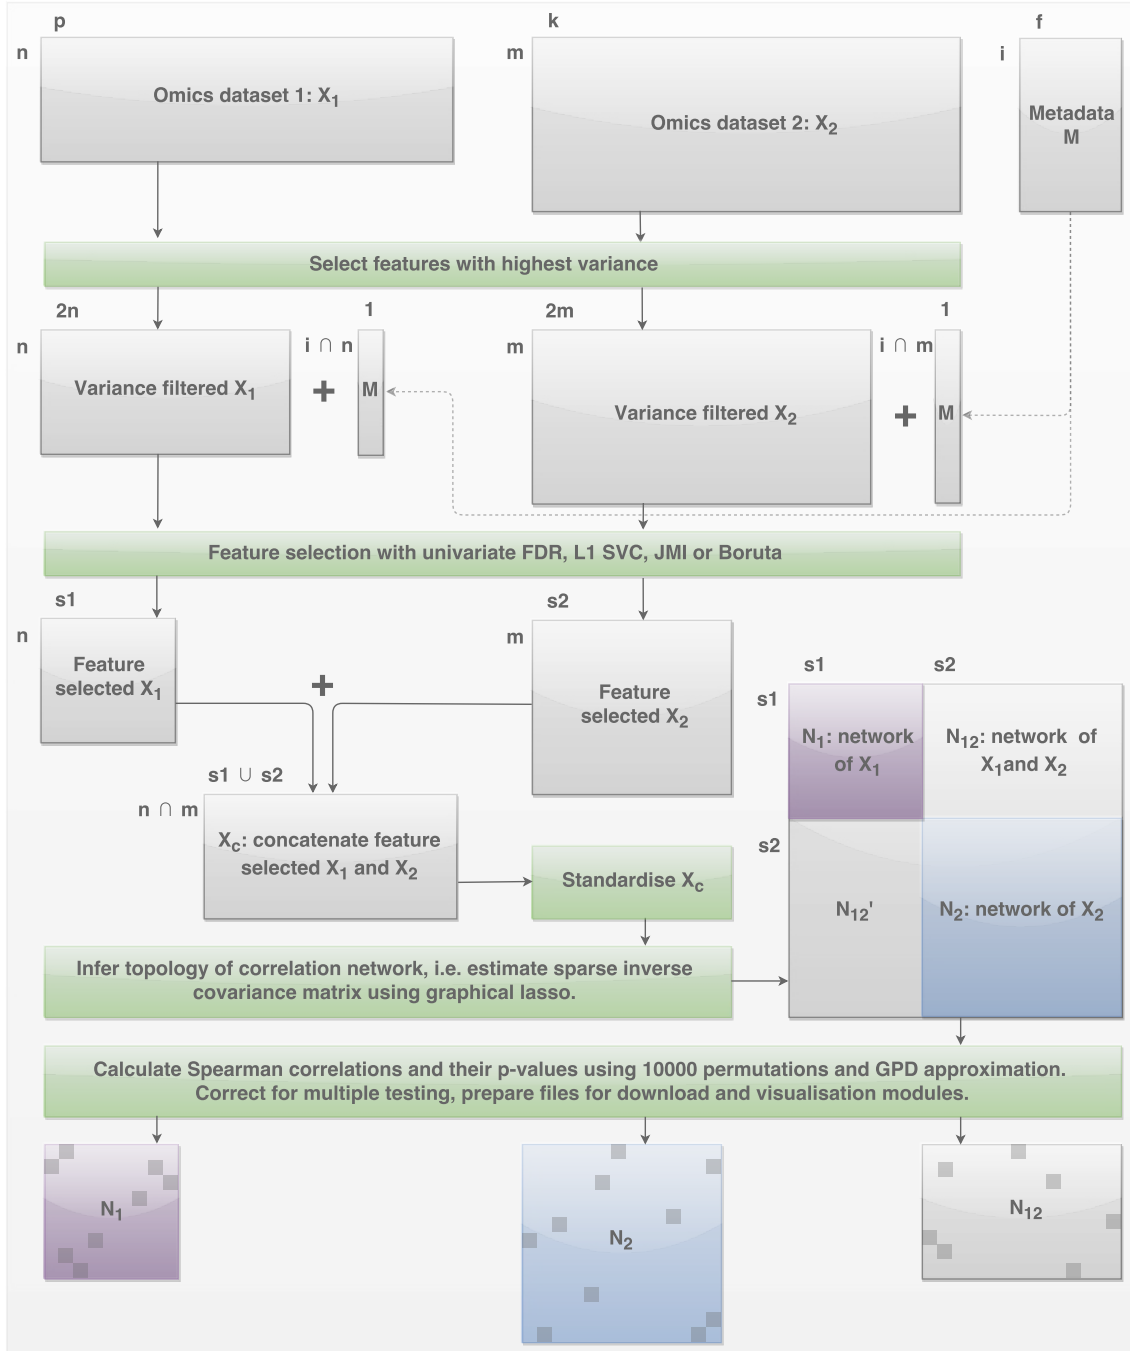 p
k
f
n
m
i
Omics dataset 1: X1
Omics dataset 2: X2
Metadata
M
Select features with highest variance
2n
1
2m
1
n
i ∩ n
m
i ∩ m
Variance filtered X1
+
M
Variance filtered X2
+
M
Feature selection with univariate FDR, L1 SVC, JMI or Boruta
s1
s2
n
m
Feature
selected X1
+
Feature
selected X2
s1
s2
s1
N1: network
of X1
N12: network of
X1and X2
s1 ∪ s2
n ∩ m
Xc: concatenate feature
selected X1 and X2
Standardise Xc
s2
N12'
N2: network of X2
Infer topology of correlation network, i.e. estimate sparse inverse
covariance matrix using graphical lasso.
Calculate Spearman correlations and their p-values using 10000 permutations and GPD approximation.
Correct for multiple testing, prepare files for download and visualisation modules.
N1
N2
N12